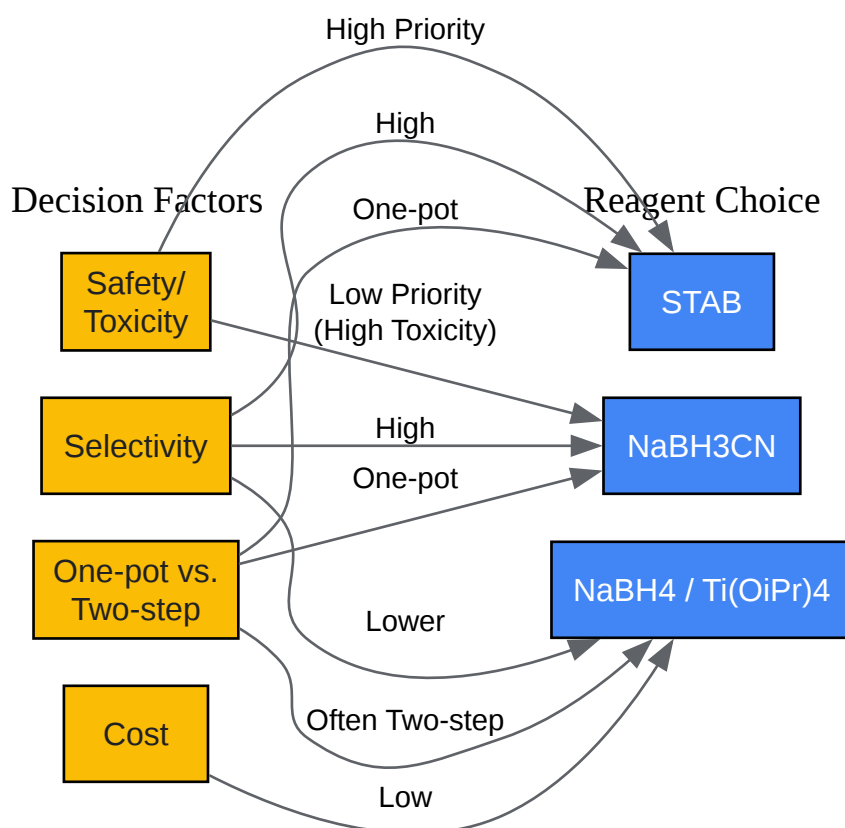 High Priority
High
Decision Factors
One-pot
Reagent Choice
Safety/
Toxicity
Low Priority
(High Toxicity)
STAB
Selectivity
High
NaBH3CN
One-pot
One-pot vs.
Two-step
NaBH4 / Ti(OiPr)4
Lower
Often Two-step
Cost
Low